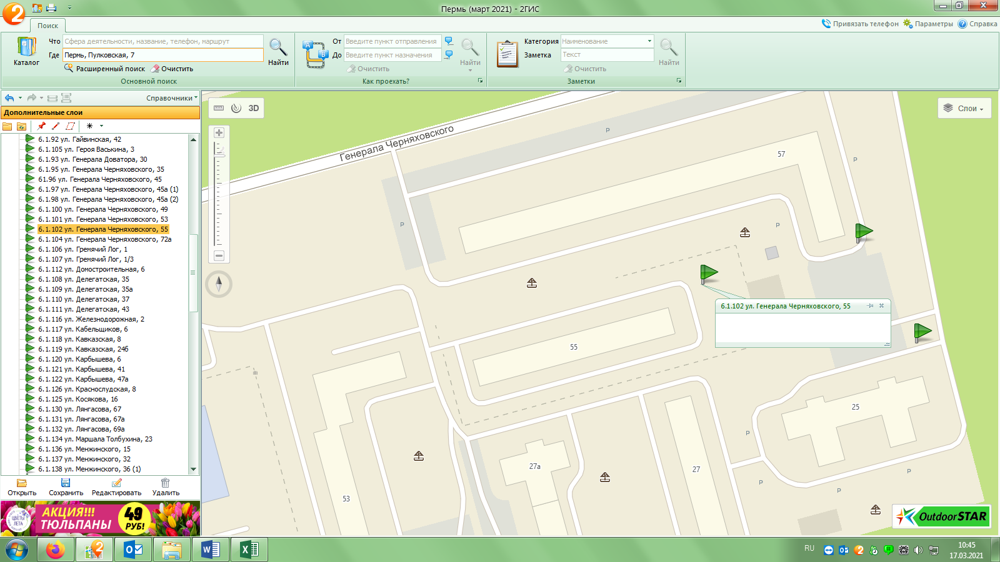 Пермь (март 2021) - 2ГИС
Поиск
Привязать телефон
Параметры
Справка
Каталог
Что
Сфера деятельности, название, телефон, маршрут
Где
Пермь, Пулковская, 7
Расширенный поиск
Очистить
Найти
Основной поиск
От
Введите пункт отправления
До
Введите пункт назначения
Очистить
Найти
Как проехать?
Категория
Наименование
Заметка
Текст
Очистить
Найти
Заметки
Справочники
Дополнительные слои
6.1.92 ул. Гайвинская, 42
6.1.105 ул. Героя Васькина, 3
6.1.93 ул. Генерала Доватора, 30
6.1.95 ул. Генерала Черняховского, 35
61.96 ул. Генерала Черняховского, 45
6.1.97 ул. Генерала Черняховского, 45а (1)
6.1.98 ул. Генерала Черняховского, 45а (2)
6.1.100 ул. Генерала Черняховского, 49
6.1.101 ул. Генерала Черняховского, 53
6.1.102 ул. Генерала Черняховского, 55
6.1.104 ул. Генерала Черняховского, 72а
6.1.106 ул. Гремячий Лог, 1
6.1.107 ул. Гремячий Лог, 1/3
6.1.112 ул. Домостроительная, 6
6.1.108 ул. Делегатская, 35
6.1.109 ул. Делегатская, 35а
6.1.110 ул. Делегатская, 37
6.1.111 ул. Делегатская, 43
6.1.116 ул. Железнодорожная, 2
6.1.117 ул. Кабельщиков, 6
6.1.118 ул. Кавказская, 8
6.1.119 ул. Кавказская, 24б
6.1.120 ул. Карбышева, 6
6.1.121 ул. Карбышева, 41
6.1.122 ул. Карбышева, 47а
6.1.126 ул. Краснослудская, 8
6.1.125 ул. Косякова, 16
6.1.130 ул. Лянгасова, 67
6.1.131 ул. Лянгасова, 67а
6.1.132 ул. Лянгасова, 69а
6.1.134 ул. Маршала Толбухина, 23
6.1.136 ул. Менжинского, 15
6.1.137 ул. Менжинского, 32
6.1.138 ул. Менжинского, 36 (1)
Открыть
Сохранить
Редактировать
Удалить
ЦВЕТЫ ЛЕТА
АКЦИЯ!!!
ТЮЛЬПАНЫ
49
РУБ!
3D
Слои
Генерала Черняховского
P
57
P
P
P
6.1.102 ул. Генерала Черняховского, 55
55
25
P
27а
27
53
P
P
P
OutdoorSTAR
RU
10:45
17.03.2021